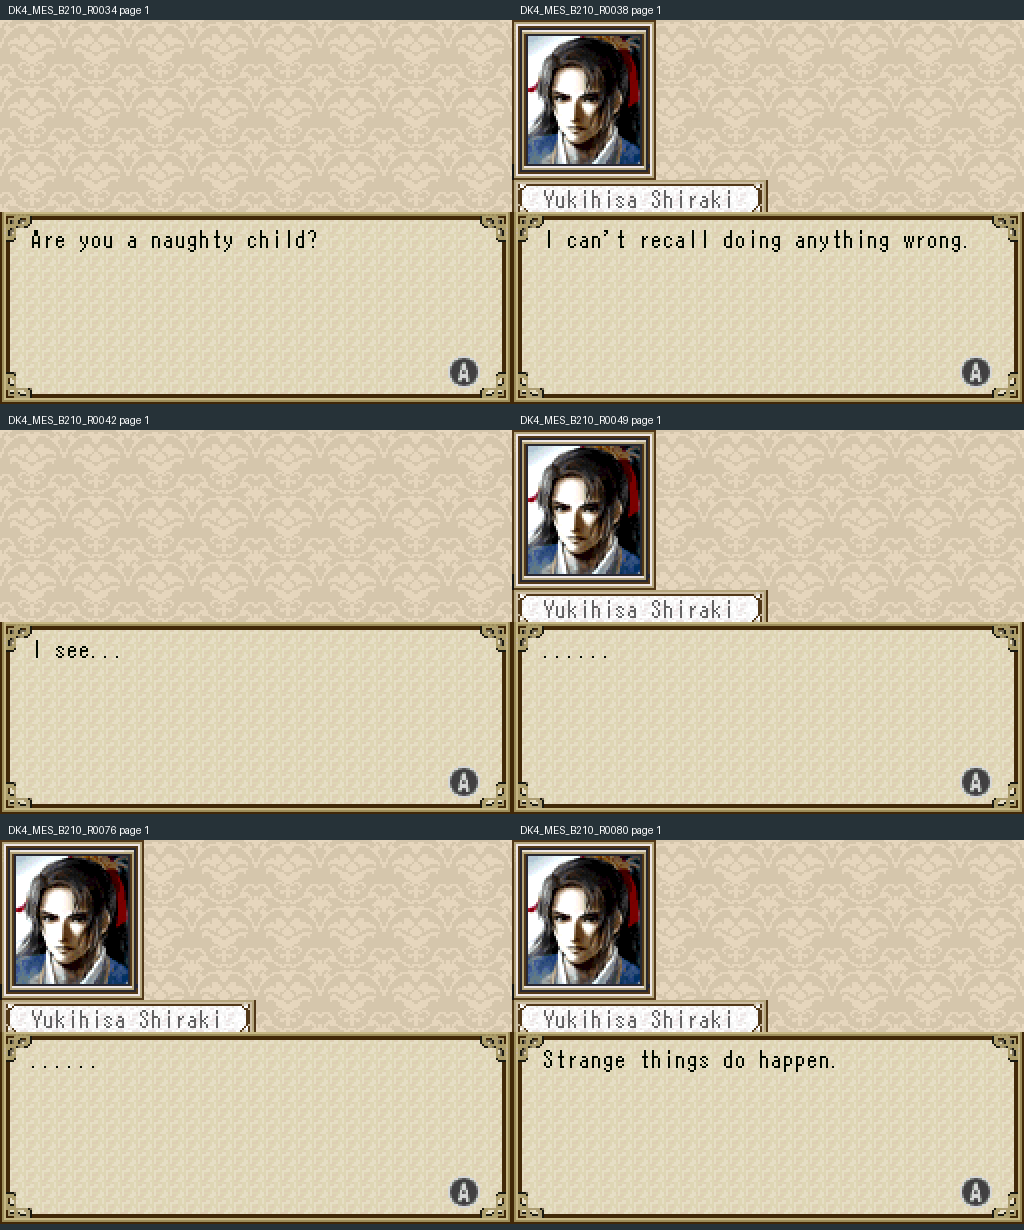 DK4_MES_B210_R0034 page 1
DK4_MES_B210_R0038 page 1
Yukihisa Shiraki
Are you a naughty child?
A
I can't recall doing anything wrong.
A
DK4_MES_B210_R0042 page 1
DK4_MES_B210_R0049 page 1
Yukihisa Shiraki
I see...
A
......
A
DK4_MES_B210_R0076 page 1
DK4_MES_B210_R0080 page 1
Yukihisa Shiraki
Yukihisa Shiraki
......
A
Strange things do happen.
A